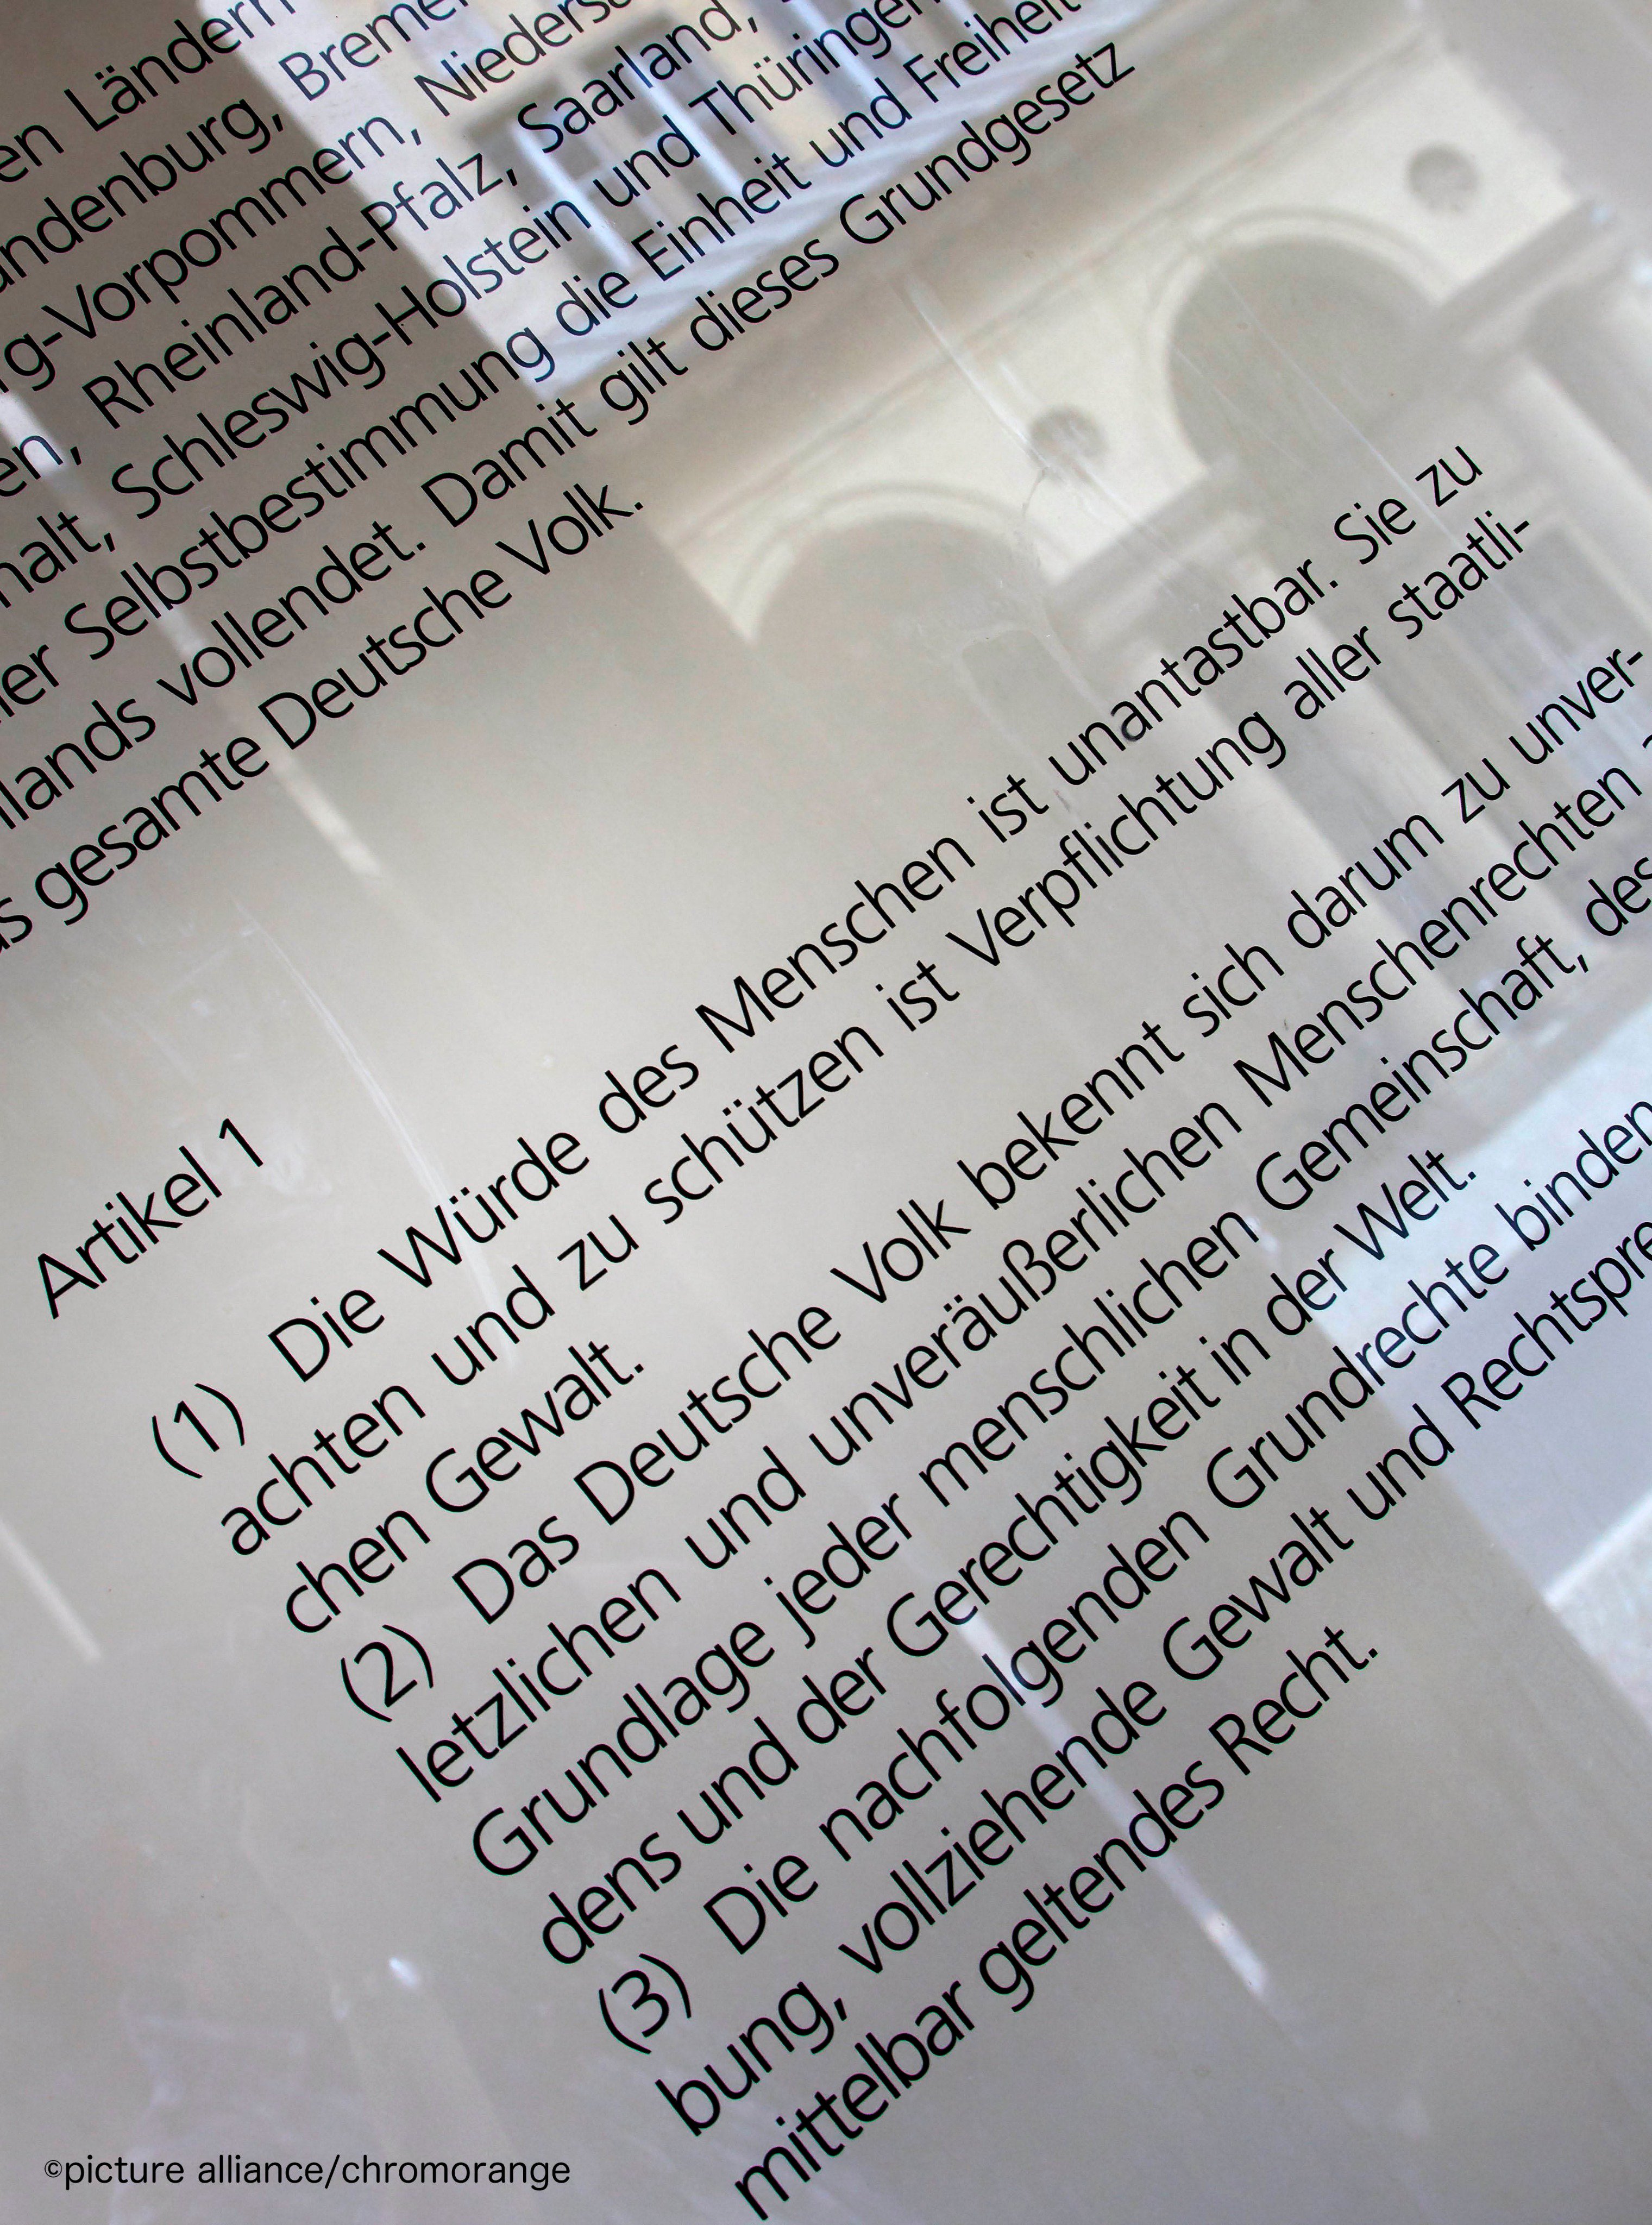 en Ländern
andenburg, Breme
rg-Vorpommern, Nieders
en, Rheinland-Pfalz, Saarland,
halt, Schleswig-Holstein und Thüringen
er Selbstbestimmung die Einheit und Freiheit
lands vollendet. Damit gilt dieses Grundgesetz
s gesamte Deutsche Volk.
Artikel 1
(1) Die Würde des Menschen ist unantastbar. Sie zu
achten und zu schützen ist Verpflichtung aller staatli-
chen Gewalt.
(2) Das Deutsche Volk bekennt sich darum zu unver-
letzlichen und unveräußerlichen Menschenrechten a
Grundlage jeder menschlichen Gemeinschaft, des
dens und der Gerechtigkeit in der Welt.
(3) Die nachfolgenden Grundrechte binden
bung, vollziehende Gewalt und Rechtspre
mittelbar geltendes Recht.
©picture alliance/chromorange